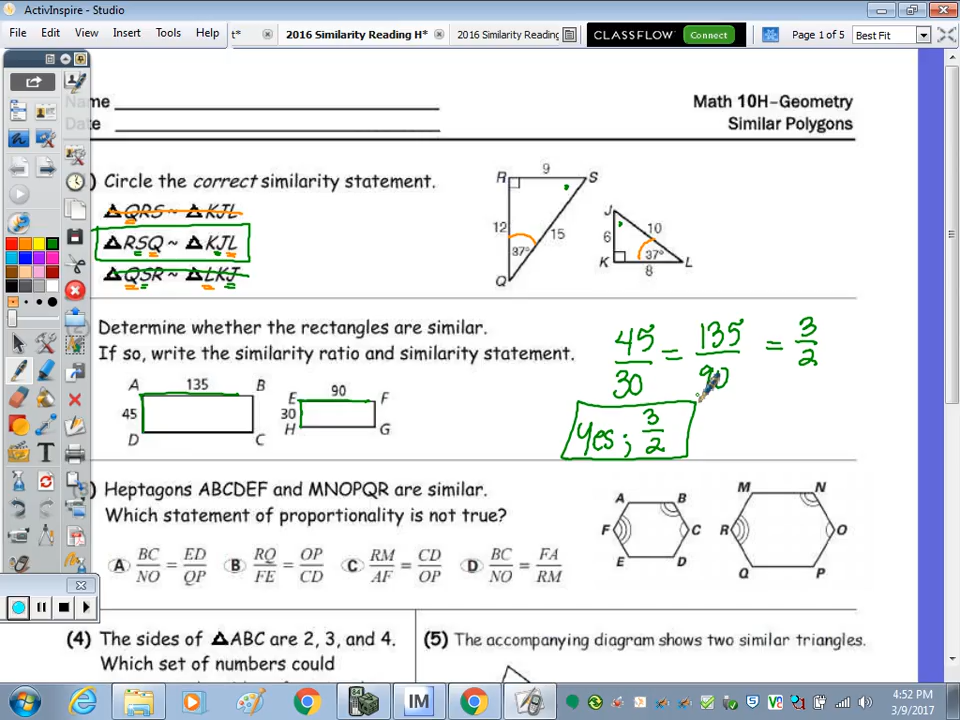 ActivInspire - Studio
File Edit View Insert Tools Help t* 2016 Similarity Reading H* 2016 Similarity Reading CLASSFLOW Connect Page 1 of 5 Best Fit
Name
Date
Math 10H-Geometry
Similar Polygons
) Circle the correct similarity statement.
△QRS ~ △KJL
△RSQ ~ △KJL
△QSR ~ △LKJ
R 9 S
12 15
37°
Q
J
6 10
K 37° L
8
Determine whether the rectangles are similar.
If so, write the similarity ratio and similarity statement.
A 135 B
45
D C
E 90 F
30
H G
45/30 = 135/90 = 3/2
Yes; 3/2
3) Heptagons ABCDEF and MNOPQR are similar.
Which statement of proportionality is not true?
A BC/NO = ED/QP B RQ/FE = OP/CD C RM/AF = CD/OP D BC/NO = FA/RM
A B
F C
E D
M N
R O
Q P
(4) The sides of △ABC are 2, 3, and 4.
Which set of numbers could
(5) The accompanying diagram shows two similar triangles.
IM
4:52 PM
3/9/2017